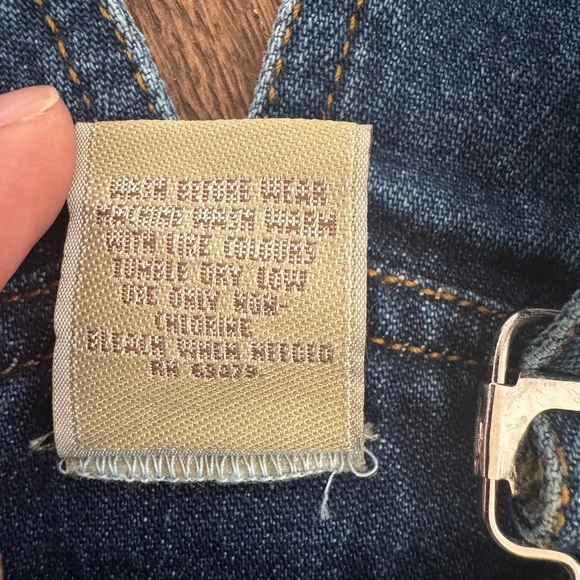 WASH BEFORE WEAR
MACHINE WASH WARM
WITH LIKE COLOURS
TUMBLE DRY LOW
USE ONLY NON-
CHLORINE
BLEACH, WHEN NEEDED
RN 69079